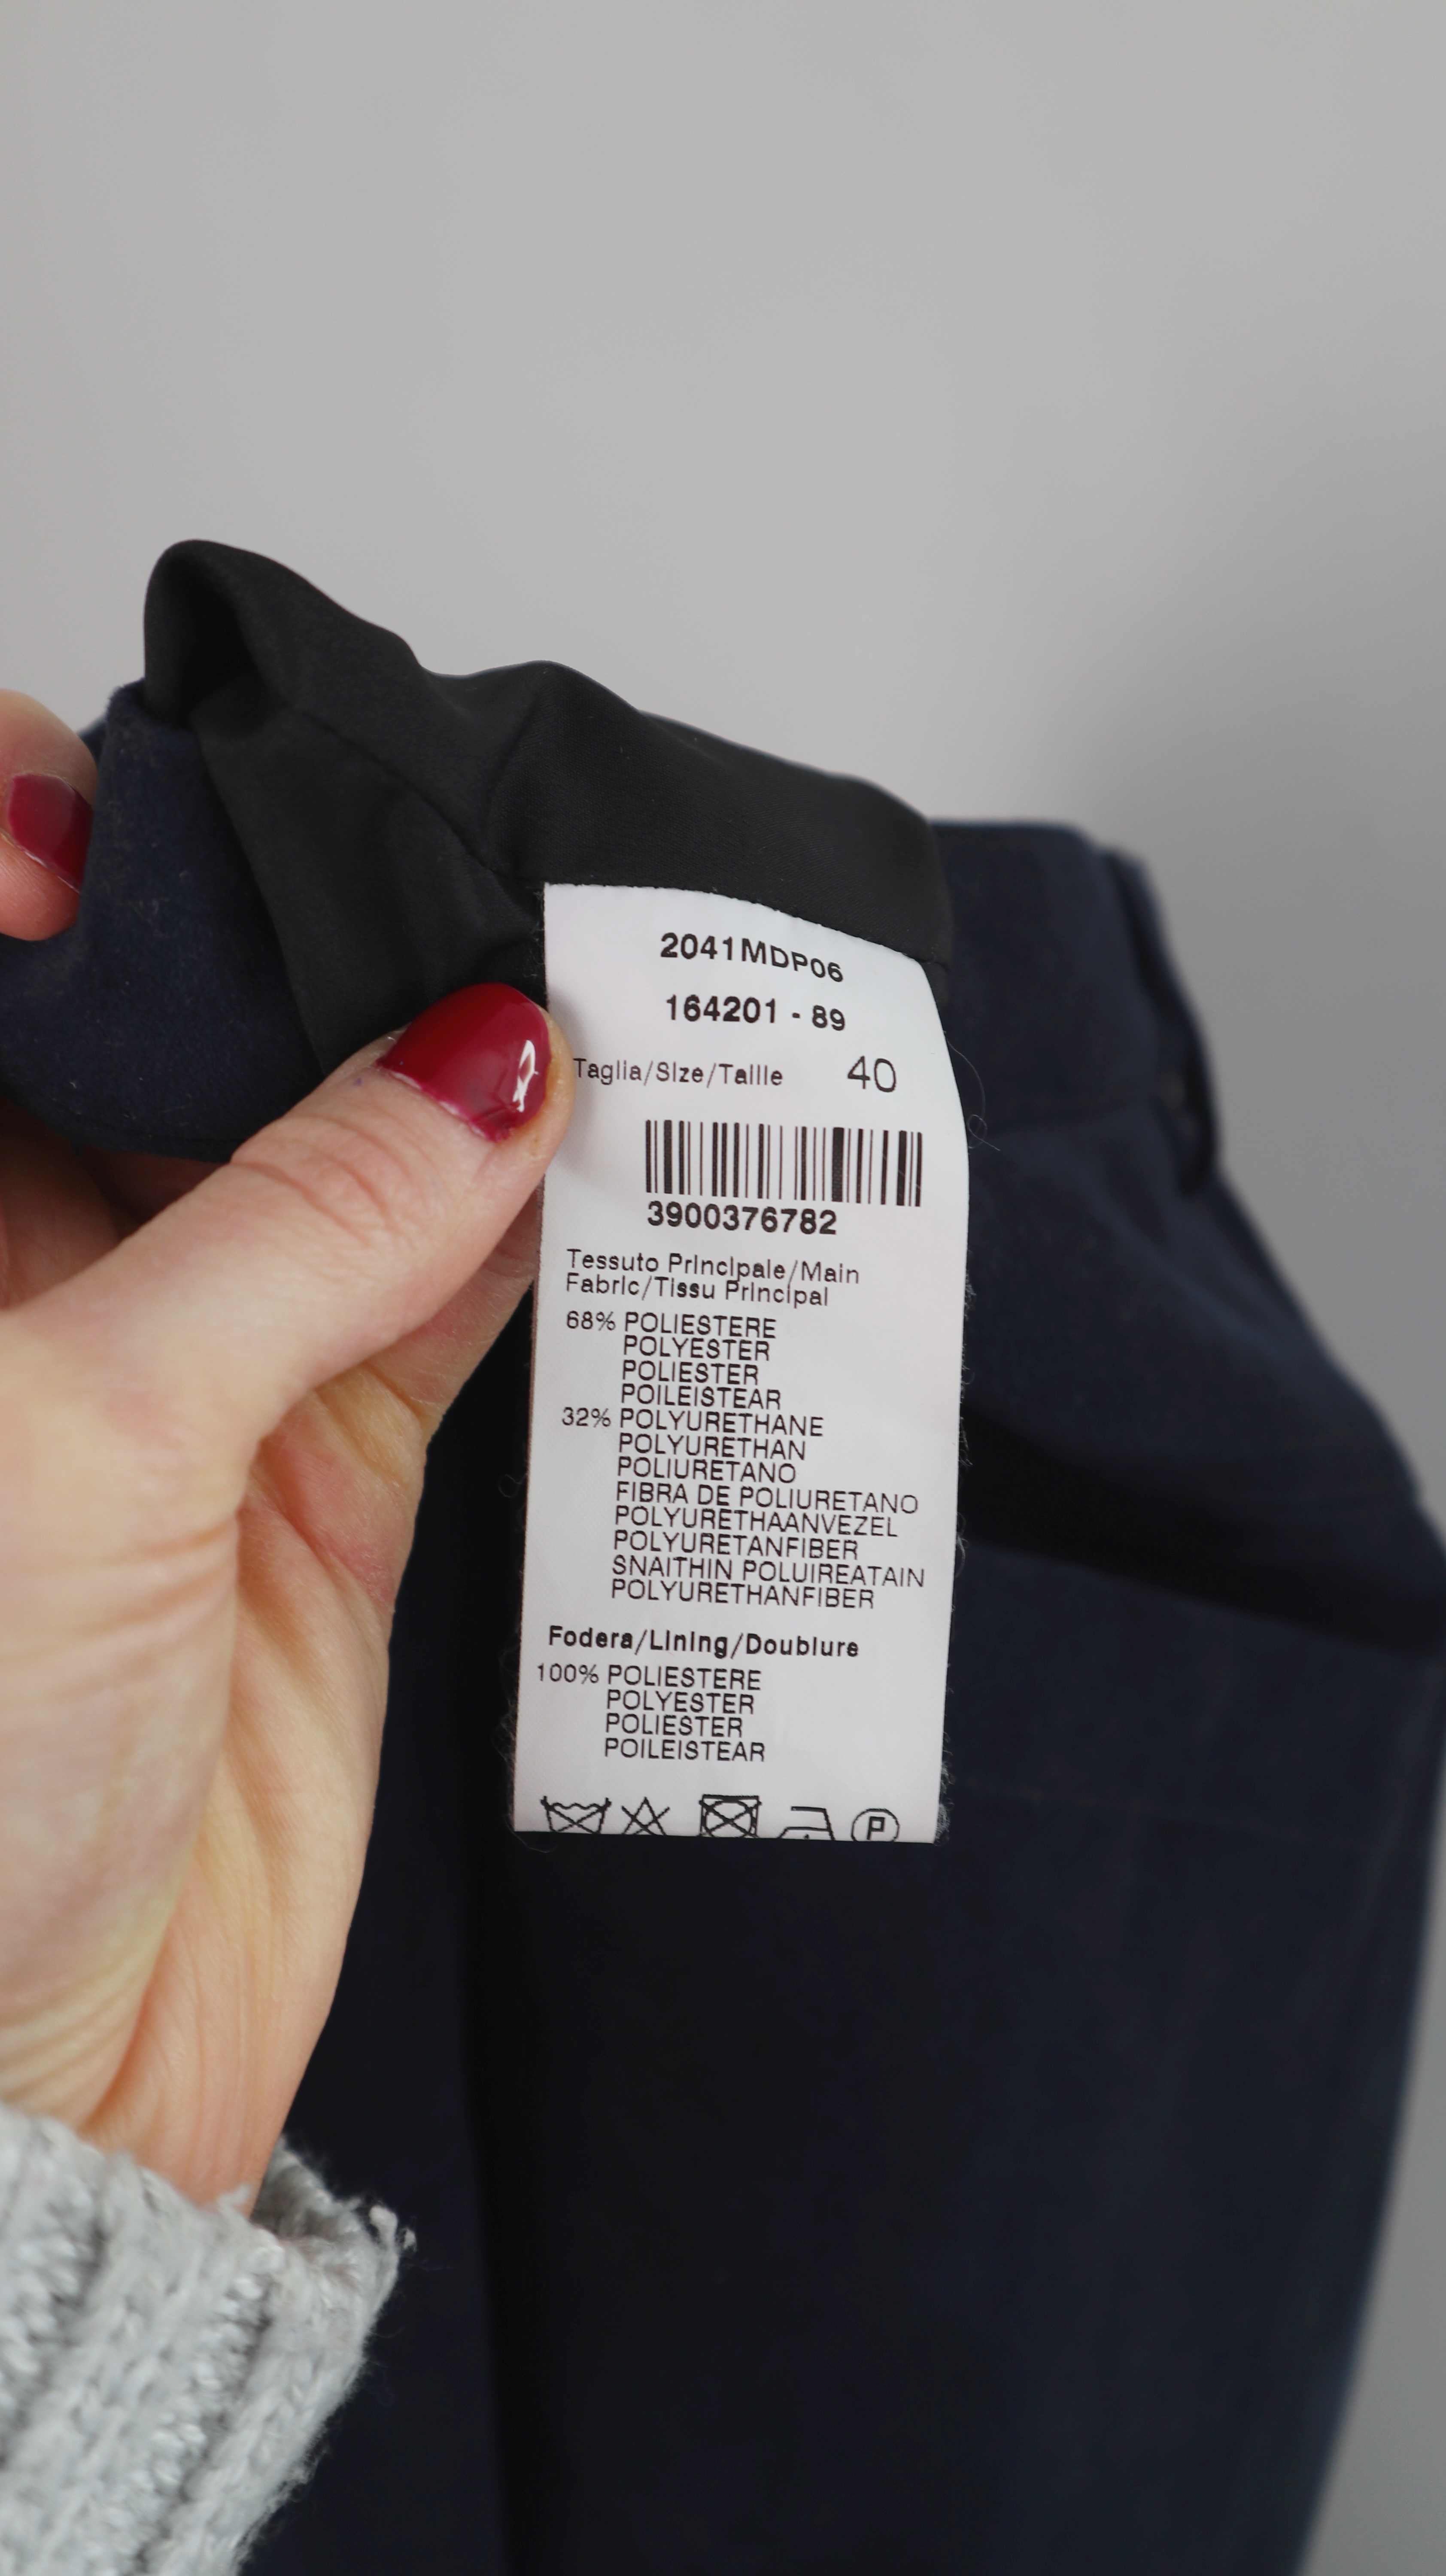 2041MDP06
164201 - 89
Taglia/Size/Taille 40
3900376782
Tessuto Principale/Main
Fabric/Tissu Principal
68% POLIESTERE
POLYESTER
POLIESTER
POILEISTEAR
32% POLYURETHANE
POLYURETHAN
POLIURETANO
FIBRA DE POLIURETANO
POLYURETHAANVEZEL
POLYURETANFIBER
SNAITHIN POLUIREATAIN
POLYURETHANFIBER
Fodera/Lining/Doublure
100% POLIESTERE
POLYESTER
POLIESTER
POILEISTEAR
P